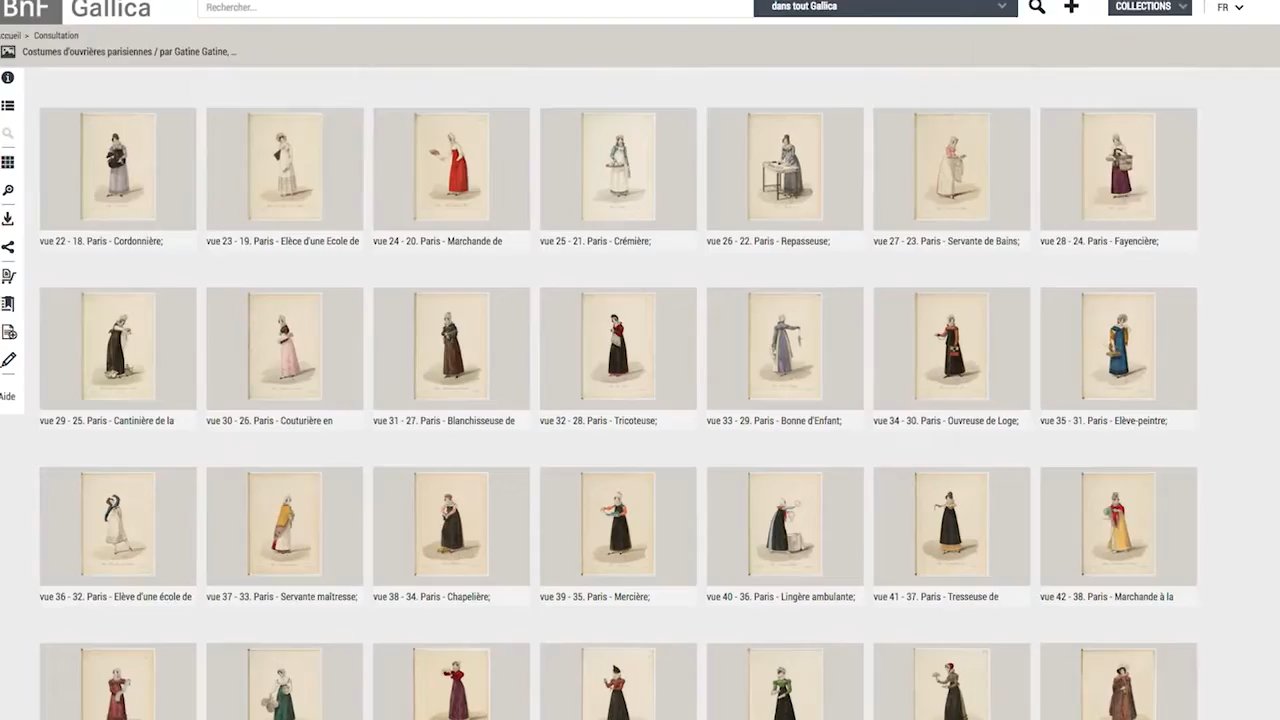 BnF Gallica
Rechercher...
dans tout Gallica
COLLECTIONS
FR
ccueil > Consultation
Costumes d'ouvrières parisiennes / par Gatine Gatine, ...
vue 22 - 18. Paris - Cordonnière;
vue 23 - 19. Paris - Elèce d'une Ecole de
vue 24 - 20. Paris - Marchande de
vue 25 - 21. Paris - Crémière;
vue 26 - 22. Paris - Repasseuse;
vue 27 - 23. Paris - Servante de Bains;
vue 28 - 24. Paris - Fayencière;
vue 29 - 25. Paris - Cantinière de la
vue 30 - 26. Paris - Couturière en
vue 31 - 27. Paris - Blanchisseuse de
vue 32 - 28. Paris - Tricoteuse;
vue 33 - 29. Paris - Bonne d'Enfant;
vue 34 - 30. Paris - Ouvreuse de Loge;
vue 35 - 31. Paris - Elève-peintre;
Aide
vue 36 - 32. Paris - Elève d'une école de
vue 37 - 33. Paris - Servante maîtresse;
vue 38 - 34. Paris - Chapelière;
vue 39 - 35. Paris - Mercière;
vue 40 - 36. Paris - Lingère ambulante;
vue 41 - 37. Paris - Tresseuse de
vue 42 - 38. Paris - Marchande à la